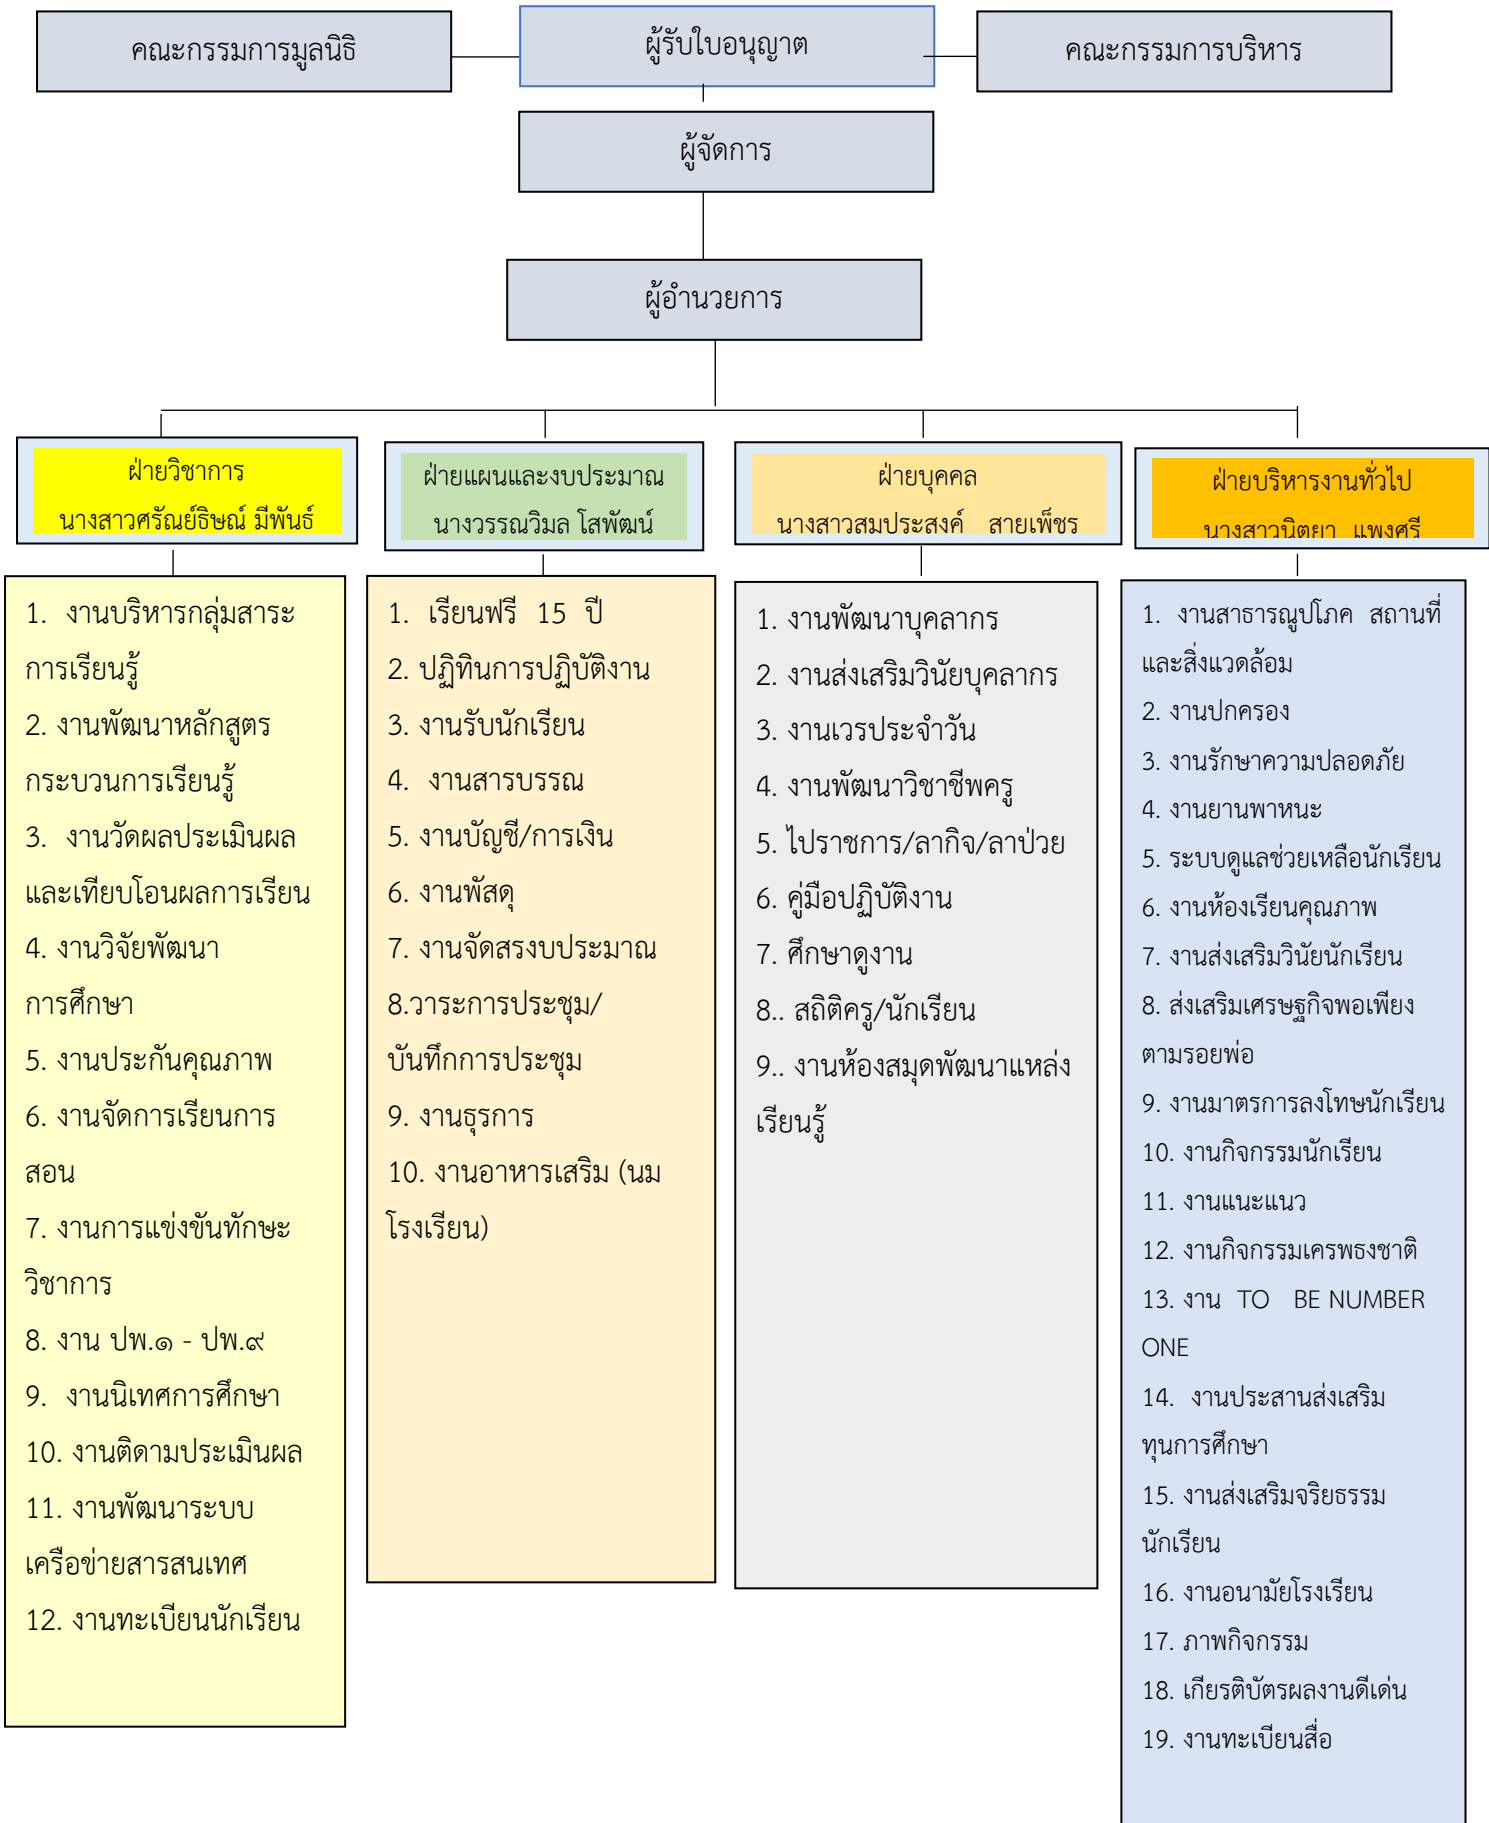 คณะกรรมการมูลนิธิ
ผู้รับใบอนุญาต
คณะกรรมการบริหาร
ผู้จัดการ
ผู้อำนวยการ
ฝ่ายวิชาการ
นางสาวศรัณย์ธิษณ์ มีพันธ์
ฝ่ายแผนและงบประมาณ
นางวรรณวิมล โสพัฒน์
ฝ่ายบุคคล
นางสาวสมประสงค์ สายเพ็ชร
ฝ่ายบริหารงานทั่วไป
นางสาวนิตยา แพงศรี
1. งานบริหารกลุ่มสาระ
การเรียนรู้
2. งานพัฒนาหลักสูตร
กระบวนการเรียนรู้
3. งานวัดผลประเมินผล
และเทียบโอนผลการเรียน
4. งานวิจัยพัฒนา
การศึกษา
5. งานประกันคุณภาพ
6. งานจัดการเรียนการ
สอน
7. งานการแข่งขันทักษะ
วิชาการ
8. งาน ปพ.๑ - ปพ.๙
9. งานนิเทศการศึกษา
10. งานติดามประเมินผล
11. งานพัฒนาระบบ
เครือข่ายสารสนเทศ
12. งานทะเบียนนักเรียน
1. เรียนฟรี 15 ปี
2. ปฏิทินการปฏิบัติงาน
3. งานรับนักเรียน
4. งานสารบรรณ
5. งานบัญชี/การเงิน
6. งานพัสดุ
7. งานจัดสรงบประมาณ
8.วาระการประชุม/
บันทึกการประชุม
9. งานธุรการ
10. งานอาหารเสริม (นม
โรงเรียน)
1. งานพัฒนาบุคลากร
2. งานส่งเสริมวินัยบุคลากร
3. งานเวรประจำวัน
4. งานพัฒนาวิชาชีพครู
5. ไปราชการ/ลากิจ/ลาป่วย
6. คู่มือปฏิบัติงาน
7. ศึกษาดูงาน
8.. สถิติครู/นักเรียน
9.. งานห้องสมุดพัฒนาแหล่ง
เรียนรู้
1. งานสาธารณูปโภค สถานที่
และสิ่งแวดล้อม
2. งานปกครอง
3. งานรักษาความปลอดภัย
4. งานยานพาหนะ
5. ระบบดูแลช่วยเหลือนักเรียน
6. งานห้องเรียนคุณภาพ
7. งานส่งเสริมวินัยนักเรียน
8. ส่งเสริมเศรษฐกิจพอเพียง
ตามรอยพ่อ
9. งานมาตรการลงโทษนักเรียน
10. งานกิจกรรมนักเรียน
11. งานแนะแนว
12. งานกิจกรรมเครพธงชาติ
13. งาน TO BE NUMBER
ONE
14. งานประสานส่งเสริม
ทุนการศึกษา
15. งานส่งเสริมจริยธรรม
นักเรียน
16. งานอนามัยโรงเรียน
17. ภาพกิจกรรม
18. เกียรติบัตรผลงานดีเด่น
19. งานทะเบียนสื่อ